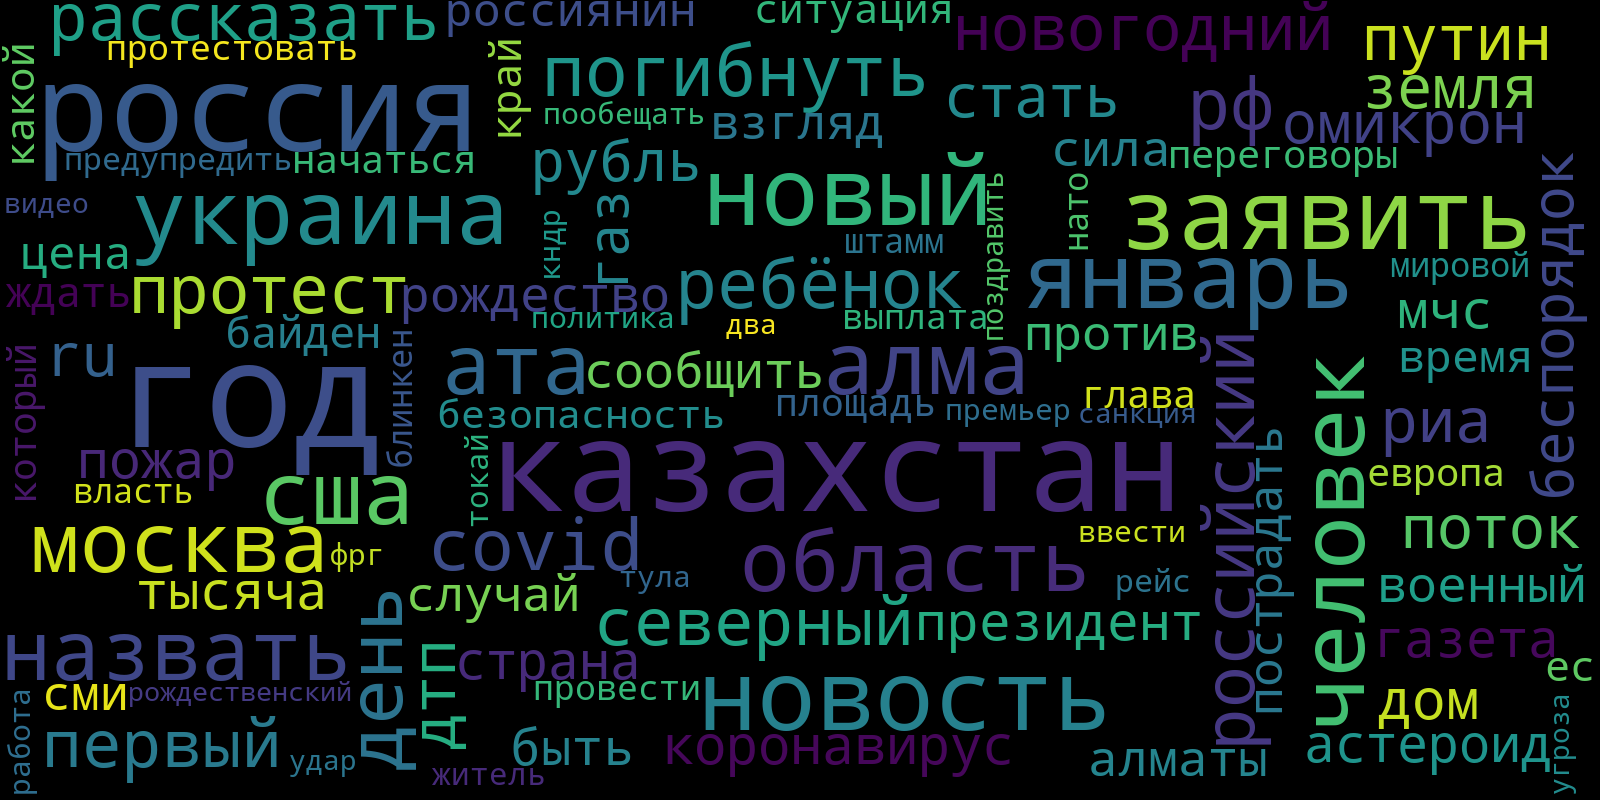 рассказать
россиянин
ситуация
новогодний
путин
протестовать
какой
россия
край
погибнуть
пообещать
взгляд
стать
рф
земля
омикрон
предупредить
начаться
рубль
новый
сила
переговоры
видео
украина
кндр
газ
штамм
поздравить
нато
заявить
беспорядок
цена
ждать
протест
рождество
ребёнок
январь
мировой
мчс
политика
два
выплата
против
время
байден
ru
который
год
блинкен
ата
сообщить
алма
глава
площадь
премьер
санкция
безопасность
российский
человек
риа
пожар
власть
сша
токай
казахстан
пострадать
европа
москва
фрг
covid
область
ввести
поток
тысяча
день
случай
тула
рейс
военный
северный
президент
назвать
дтп
страна
газета
ес
сми
рождественский
провести
новость
дом
работа
первый
удар
житель
быть
коронавирус
алматы
астероид
угроза